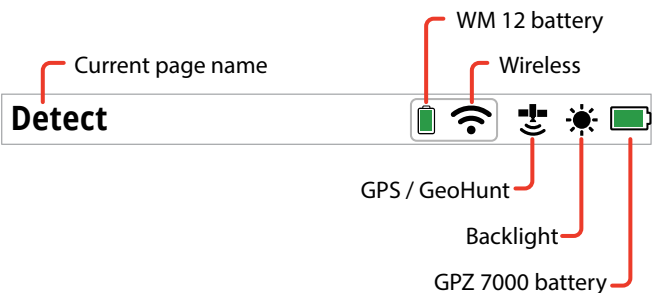 WM 12 battery
Current page name
Wireless
Detect
GPS / GeoHunt
Backlight
GPZ 7000 battery